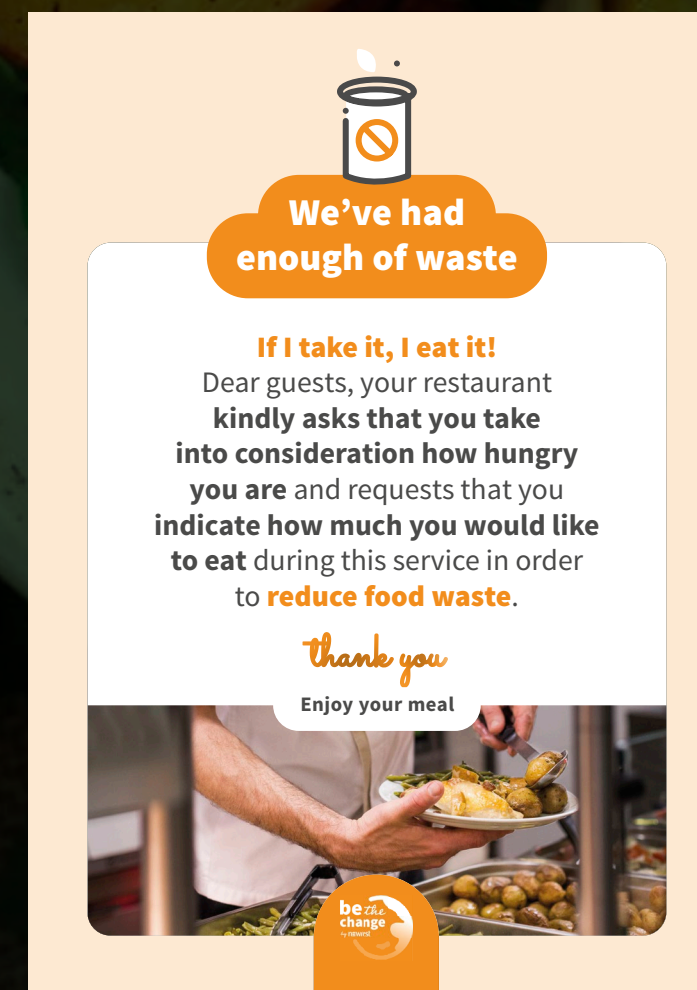 We’ve had
enough of waste
If I take it, I eat it!
Dear guests, your restaurant
kindly asks that you take
into consideration how hungry
you are and requests that you
indicate how much you would like
to eat during this service in order
to reduce food waste.
thank you
Enjoy your meal
be the
change
by newrest